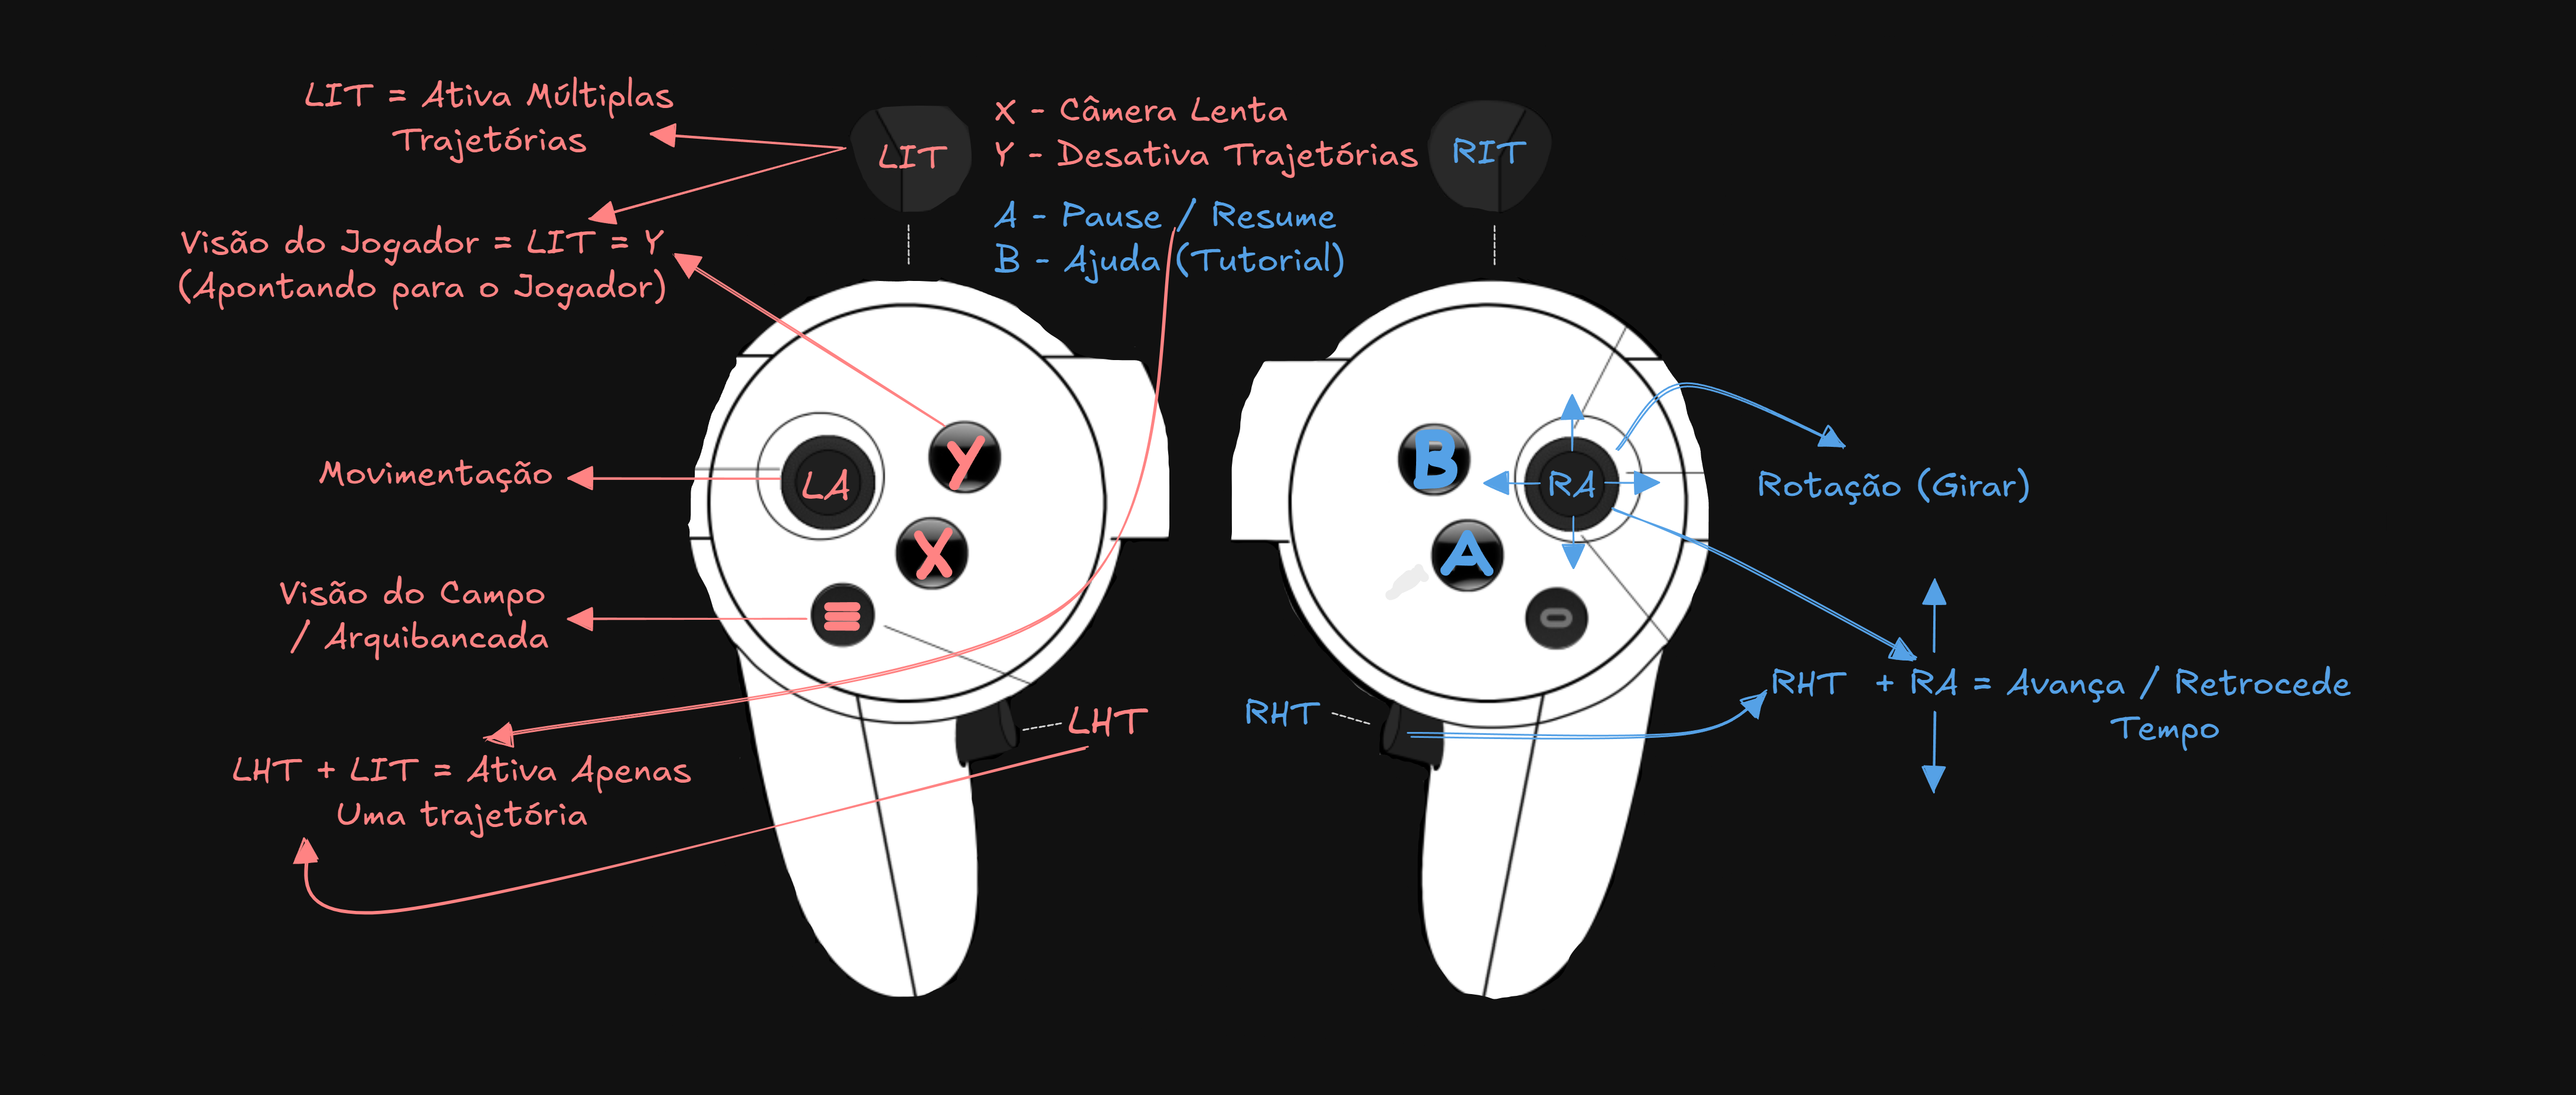 LIT = Ativa Múltiplas
Trajetórias
LIT
X - Câmera Lenta
Y - Desativa Trajetórias
A - Pause / Resume
B - Ajuda (Tutorial)
RIT
Visão do Jogador = LIT = Y
(Apontando para o Jogador)
Movimentação
LA
Y
X
B
A
RA
Rotação (Girar)
Visão do Campo
/ Arquibancada
LHT
RHT
RHT + RA = Avança / Retrocede
Tempo
LHT + LIT = Ativa Apenas
Uma trajetória